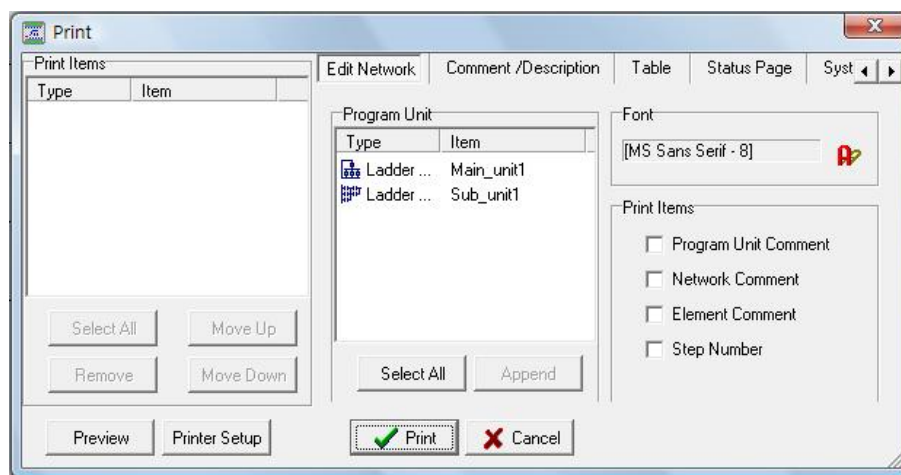 Print
Print Items
Type Item
Select All Move Up
Remove Move Down
Edit Network Comment /Description Table Status Page Syst
Program Unit
Type Item
Ladder ... Main_unit1
Ladder ... Sub_unit1
Select All Append
Font
[MS Sans Serif - 8]
Print Items
Program Unit Comment
Network Comment
Element Comment
Step Number
Preview Printer Setup Print Cancel